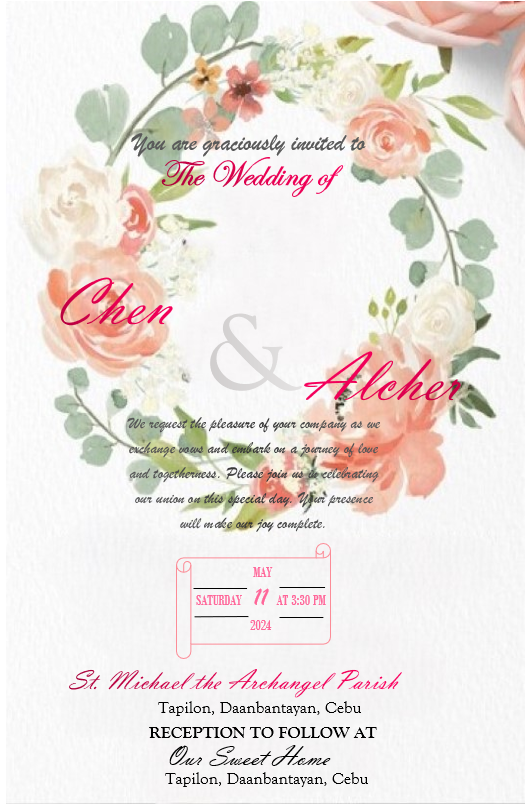 You are graciously invited to
The Wedding of
Chen
&
Alcher
We request the pleasure of your company as we
exchange vows and embark on a journey of love
and togetherness. Please join us in celebrating
our union on this special day. Your presence
will make our joy complete.
MAY
SATURDAY 11 AT 3:30 PM
2024
St. Michael the Archangel Parish
Tapilon, Daanbantayan, Cebu
RECEPTION TO FOLLOW AT
Our Sweet Home
Tapilon, Daanbantayan, Cebu